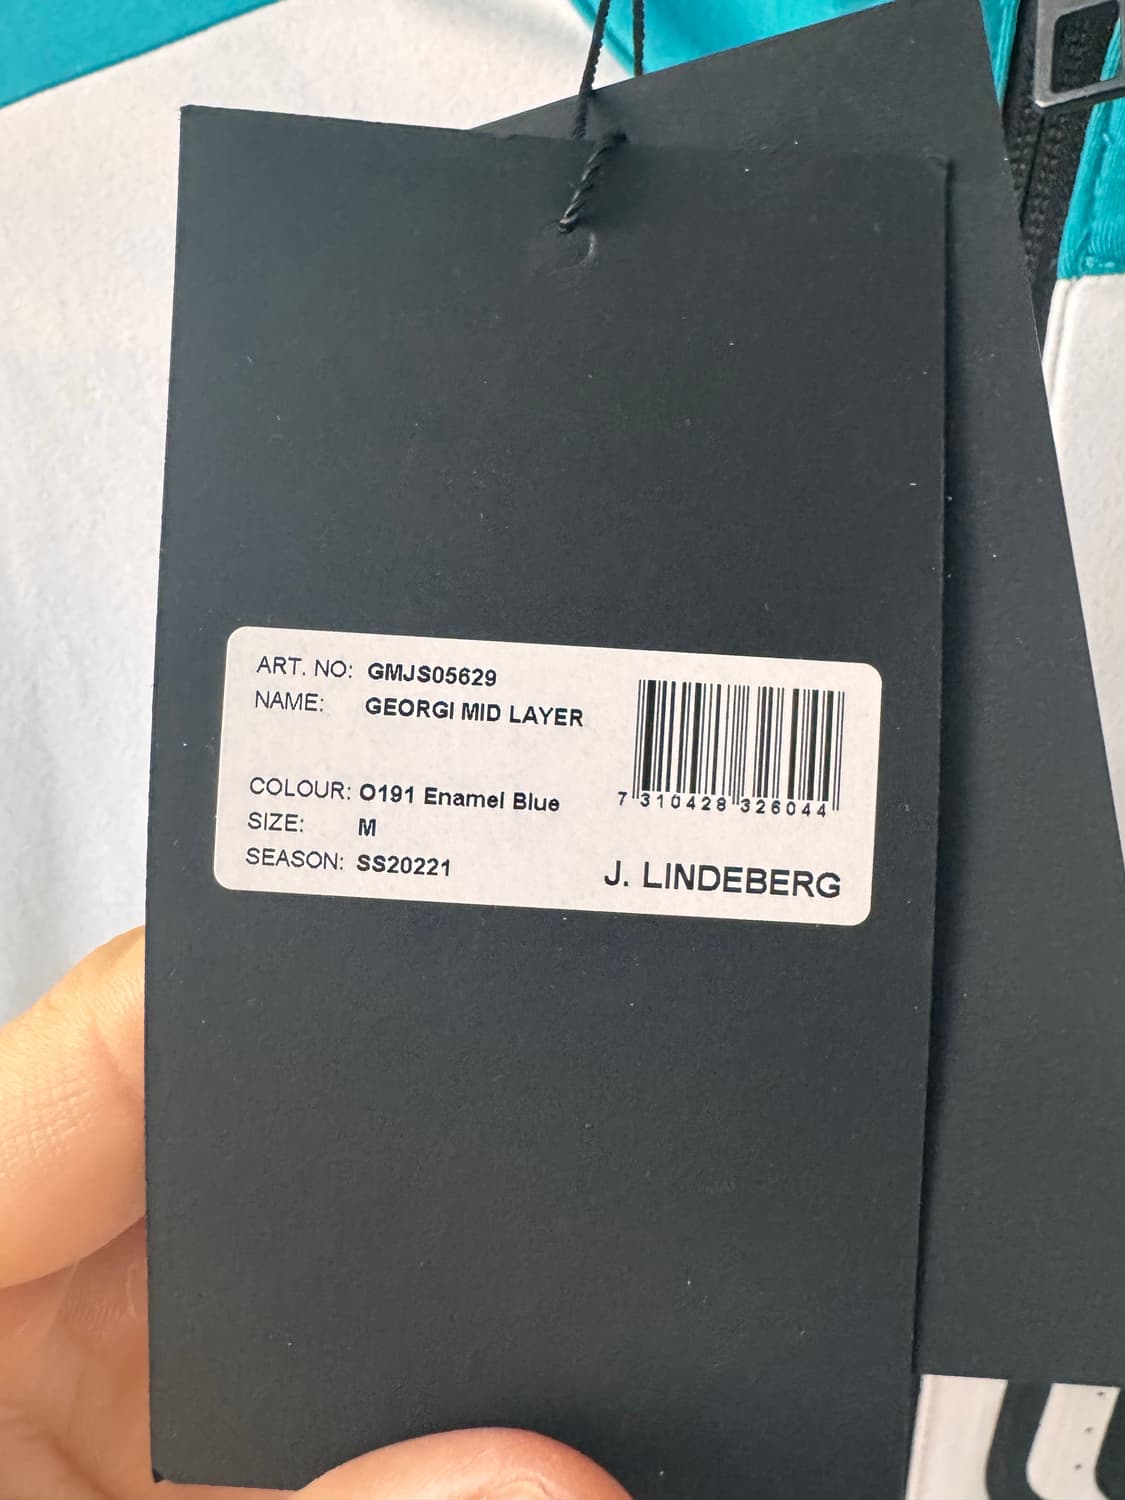 ART. NO: GMJS05629
NAME: GEORGI MID LAYER
COLOUR: O191 Enamel Blue
SIZE: M
SEASON: SS20221
7 310428 326044
J. LINDEBERG